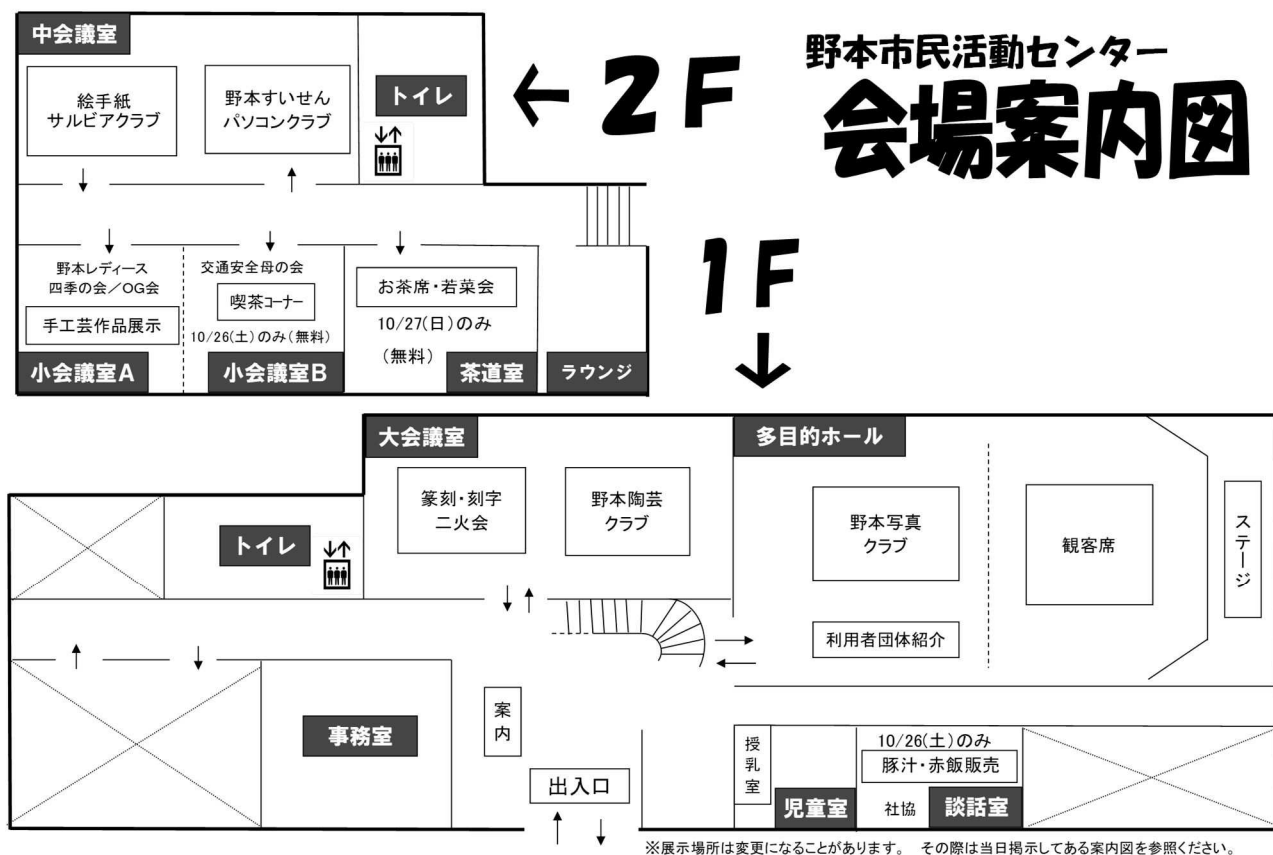 野本市民活動センター
会場案内図
← 2F
中会議室
絵手紙
サルビアクラブ
野本すいせん
パソコンクラブ
トイレ
野本レディース
四季の会／OG会
手工芸作品展示
小会議室A
交通安全母の会
喫茶コーナー
10/26(土)のみ(無料)
小会議室B
お茶席・若菜会
10/27(日)のみ
(無料)
茶道室
ラウンジ
1F
↓
大会議室
篆刻・刻字
二火会
野本陶芸
クラブ
多目的ホール
野本写真
クラブ
利用者団体紹介
観客席
ステージ
トイレ
事務室
案内
出入口
授乳室
児童室
10/26(土)のみ
豚汁・赤飯販売
社協
談話室
※展示場所は変更になることがあります。 その際は当日掲示してある案内図を参照ください。